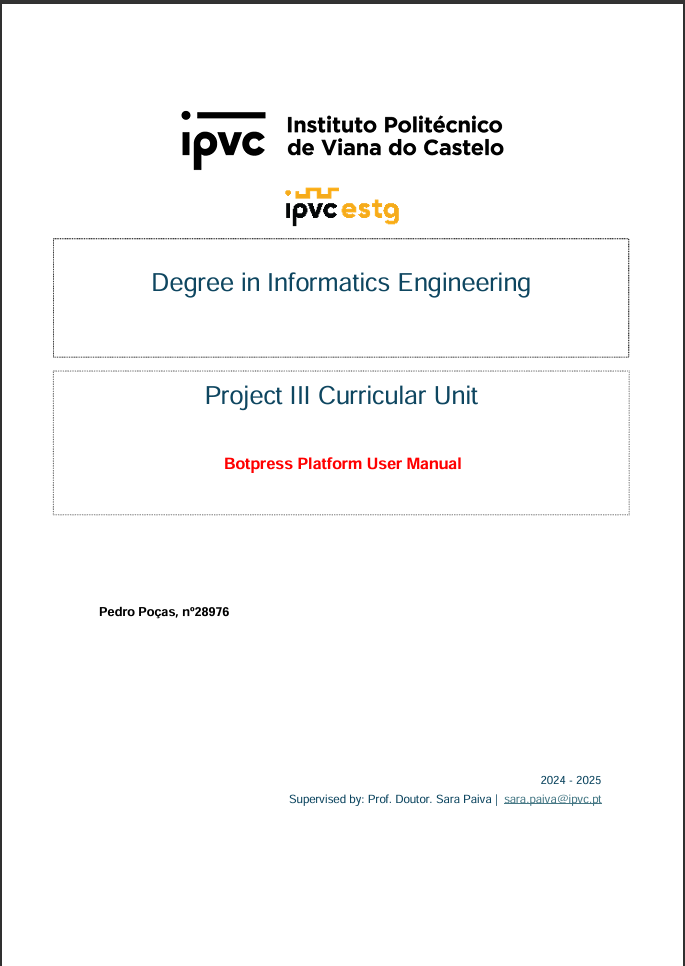 ipvc Instituto Politécnico
de Viana do Castelo
ipvc estg
Degree in Informatics Engineering
Project III Curricular Unit
Botpress Platform User Manual
Pedro Poças, nº28976
2024 - 2025
Supervised by: Prof. Doutor. Sara Paiva | sara.paiva@ipvc.pt